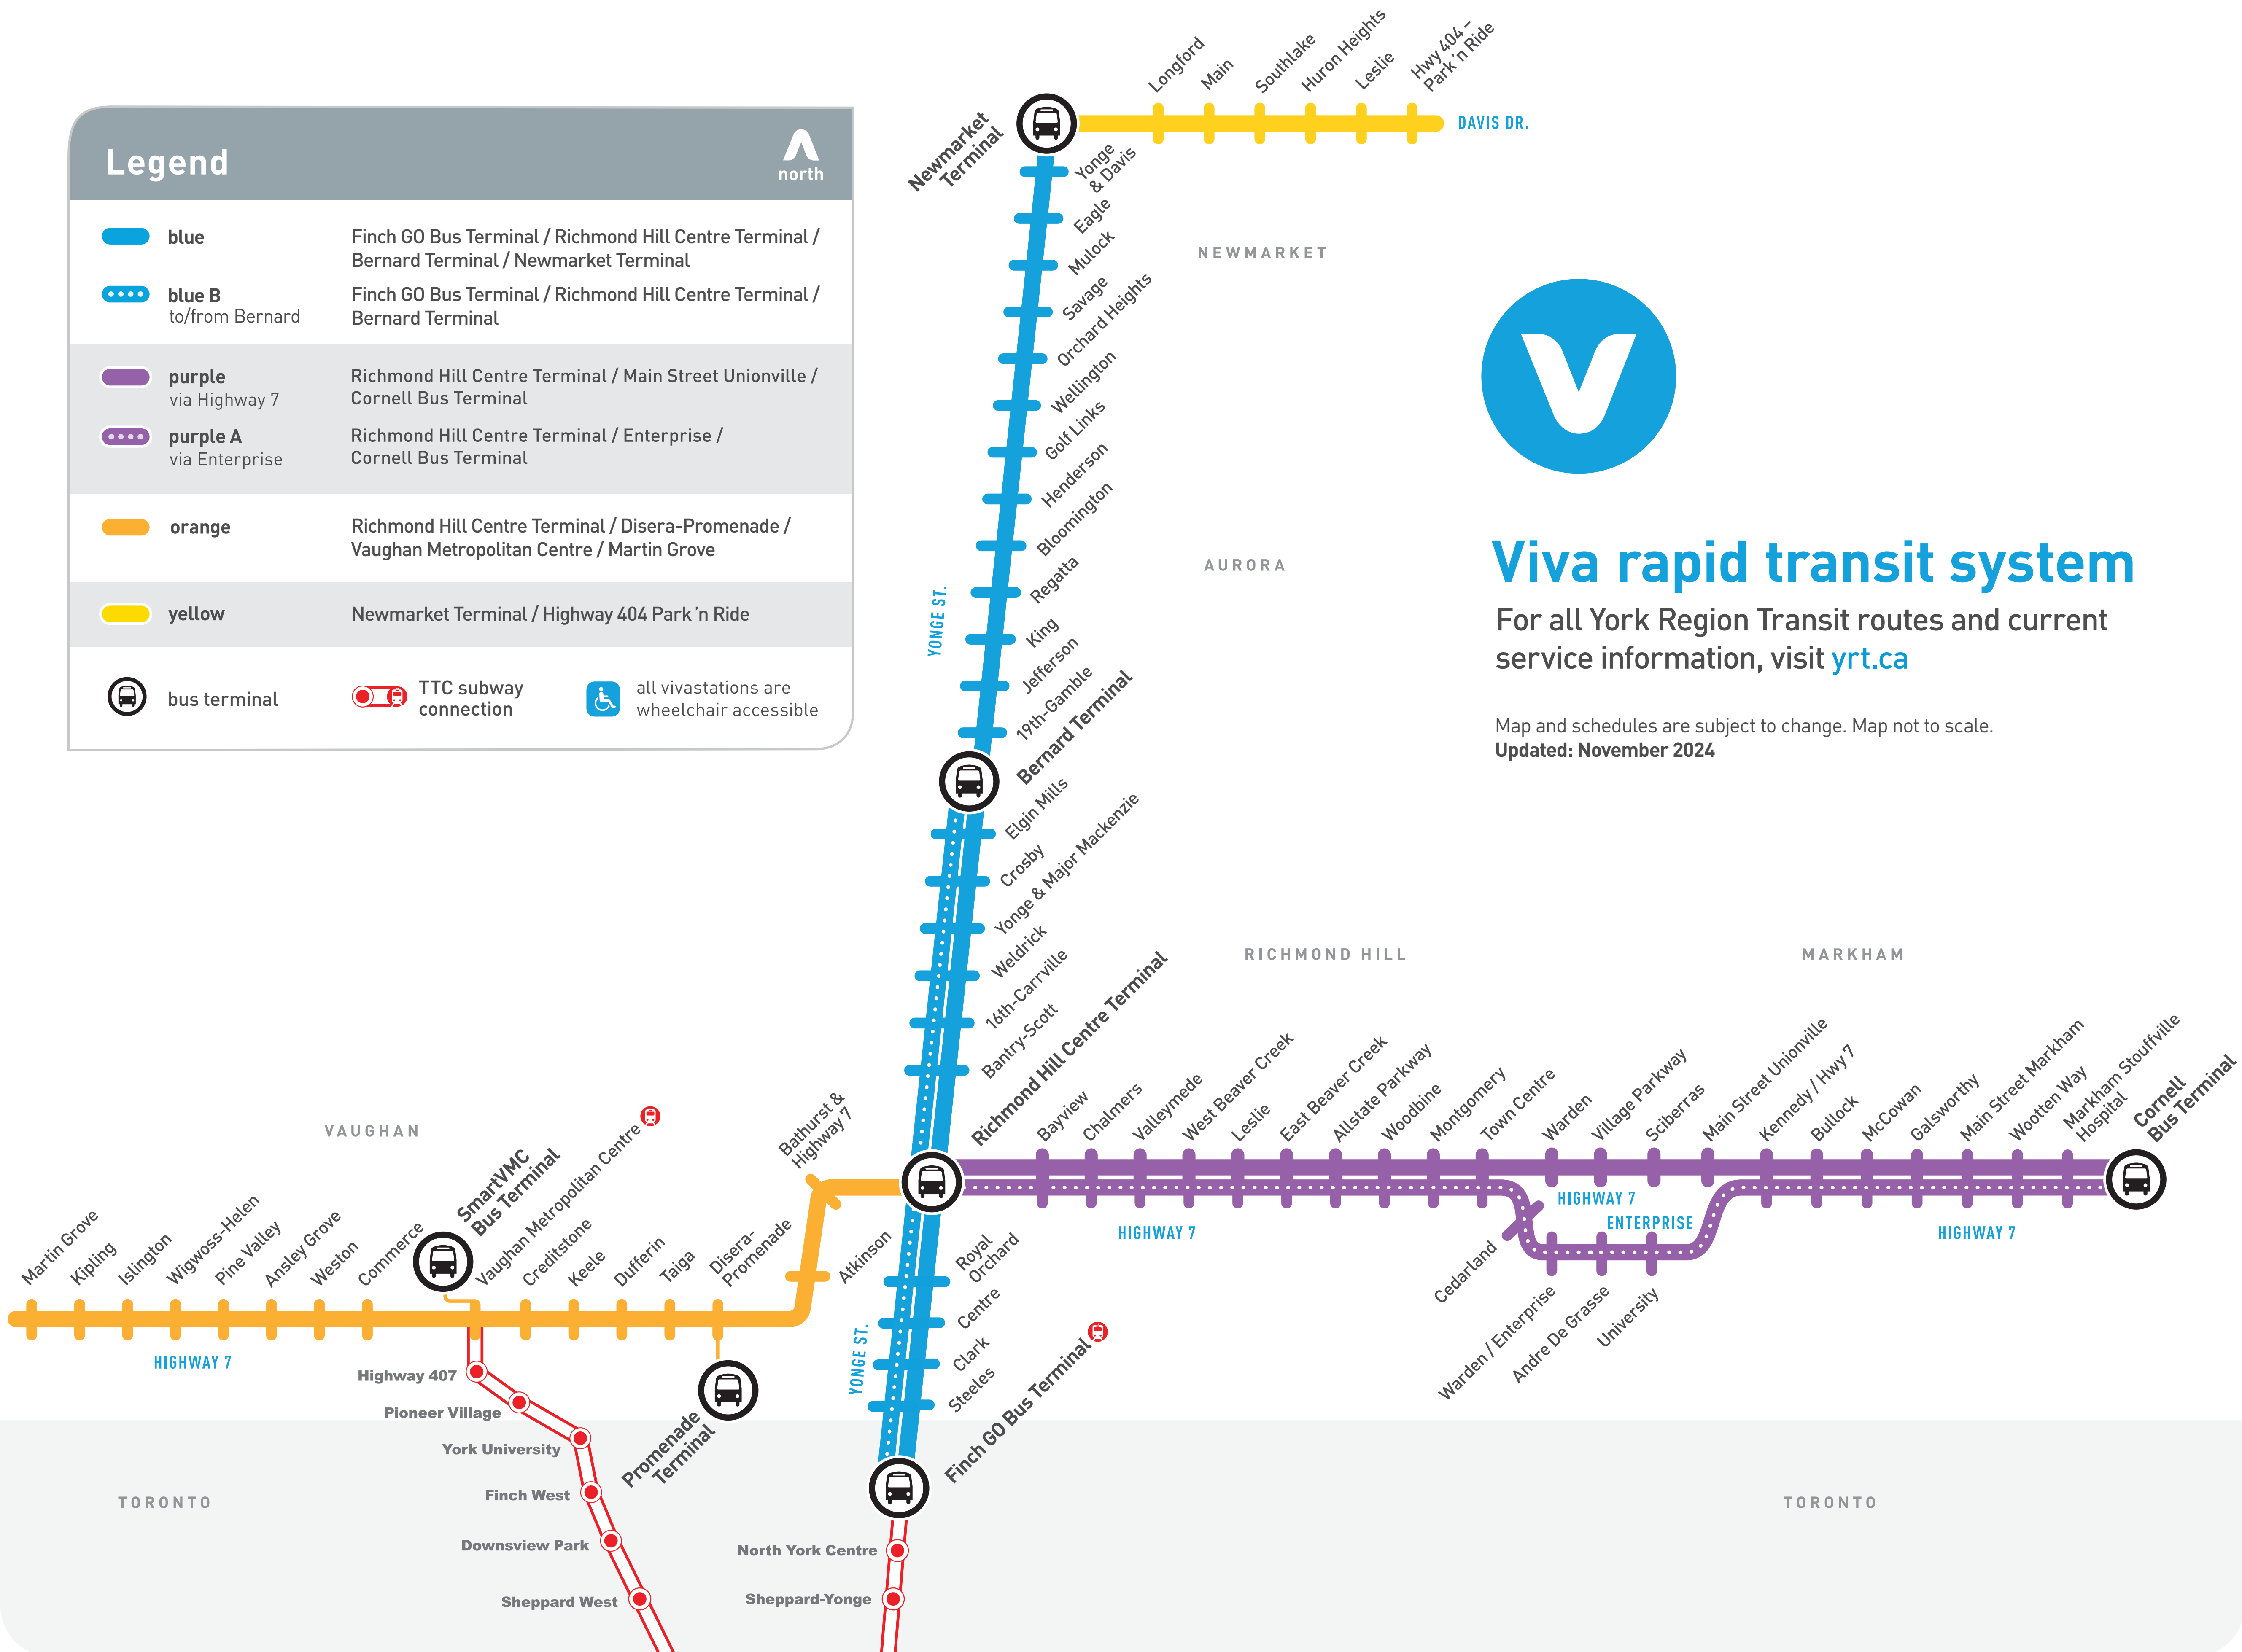 Legend
north
blue
Finch GO Bus Terminal / Richmond Hill Centre Terminal /
Bernard Terminal / Newmarket Terminal
blue B
to/from Bernard
Finch GO Bus Terminal / Richmond Hill Centre Terminal /
Bernard Terminal
purple
via Highway 7
Richmond Hill Centre Terminal / Main Street Unionville /
Cornell Bus Terminal
purple A
via Enterprise
Richmond Hill Centre Terminal / Enterprise /
Cornell Bus Terminal
orange
Richmond Hill Centre Terminal / Disera-Promenade /
Vaughan Metropolitan Centre / Martin Grove
yellow
Newmarket Terminal / Highway 404 Park 'n Ride
bus terminal
TTC subway
connection
all vivastations are
wheelchair accessible
Newmarket
Terminal
Longford
Main
Southlake
Huron Heights
Leslie
Hwy 404 –
Park 'n Ride
DAVIS DR.
Yonge
& Davis
Eagle
Mulock
Savage
Orchard Heights
Wellington
Golf Links
Henderson
Bloomington
Regatta
King
Jefferson
19th-Gamble
Bernard Terminal
Elgin Mills
Crosby
Yonge & Major Mackenzie
Weldrick
16th-Carrville
Bantry-Scott
Richmond Hill Centre Terminal
YONGE ST.
NEWMARKET
AURORA
RICHMOND HILL
MARKHAM
V
Viva rapid transit system
For all York Region Transit routes and current
service information, visit yrt.ca
Map and schedules are subject to change. Map not to scale.
Updated: November 2024
VAUGHAN
Martin Grove
Kipling
Islington
Wigwoss-Helen
Pine Valley
Ansley Grove
Weston
Commerce
SmartVMC
Bus Terminal
Vaughan Metropolitan Centre
Creditstone
Keele
Dufferin
Taiga
Disera-
Promenade
Atkinson
Bathurst &
Highway 7
HIGHWAY 7
Promenade
Terminal
Bayview
Chalmers
Valleymede
West Beaver Creek
Leslie
East Beaver Creek
Allstate Parkway
Woodbine
Montgomery
Town Centre
Warden
Village Parkway
Sciberras
Main Street Unionville
Kennedy / Hwy 7
Bullock
McCowan
Galsworthy
Main Street Markham
Wooten Way
Markham Stouffville
Hospital
Cornell
Bus Terminal
HIGHWAY 7
HIGHWAY 7
ENTERPRISE
HIGHWAY 7
Cedarland
Warden / Enterprise
Andre De Grasse
University
Royal
Orchard
Centre
Clark
Steeles
Finch GO Bus Terminal
YONGE ST.
Highway 407
Pioneer Village
York University
Finch West
Downsview Park
Sheppard West
North York Centre
Sheppard-Yonge
TORONTO
TORONTO